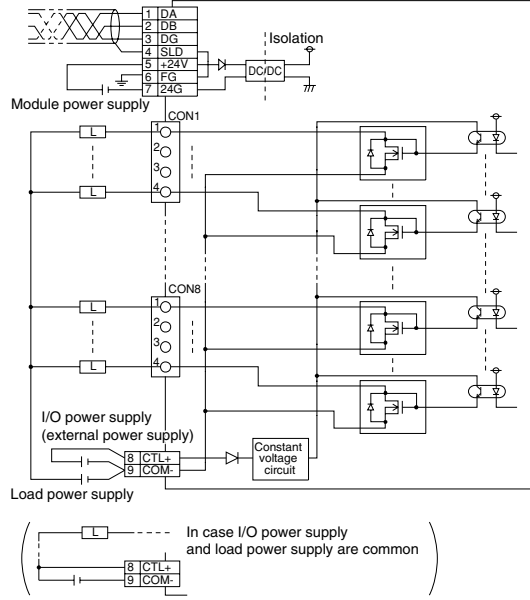 1 DA
2 DB
3 DG
4 SLD
5 +24V
6 FG
7 24G
Isolation
DC/DC
Module power supply
CON1
L
1
2
3
L
4
CON8
L
1
2
3
L
4
I/O power supply
(external power supply)
8 CTL+
9 COM-
Constant
voltage
circuit
Load power supply
L
In case I/O power supply
and load power supply are common
8 CTL+
9 COM-